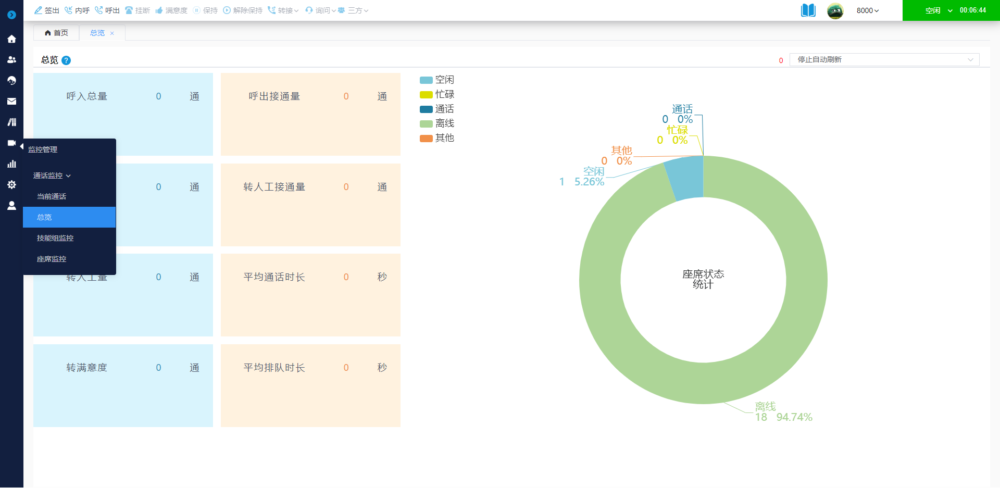 签出 内呼 呼出 挂断 满意度 保持 解除保持 转接 询问 三方 8000 空闲 00:06:44
首页 总览 ×
总览 ? 0 停止自动刷新
呼入总量 0 通 呼出接通量 0 通
0 通 转人工接通量 0 通
转人工量 0 通 平均通话时长 0 秒
转满意度 0 通 平均排队时长 0 秒
监控管理
通话监控
当前通话
总览
技能组监控
座席监控
空闲
忙碌
通话
离线
其他
通话
0 0%
忙碌
0 0%
其他
0 0%
空闲
1 5.26%
座席状态
统计
离线
18 94.74%